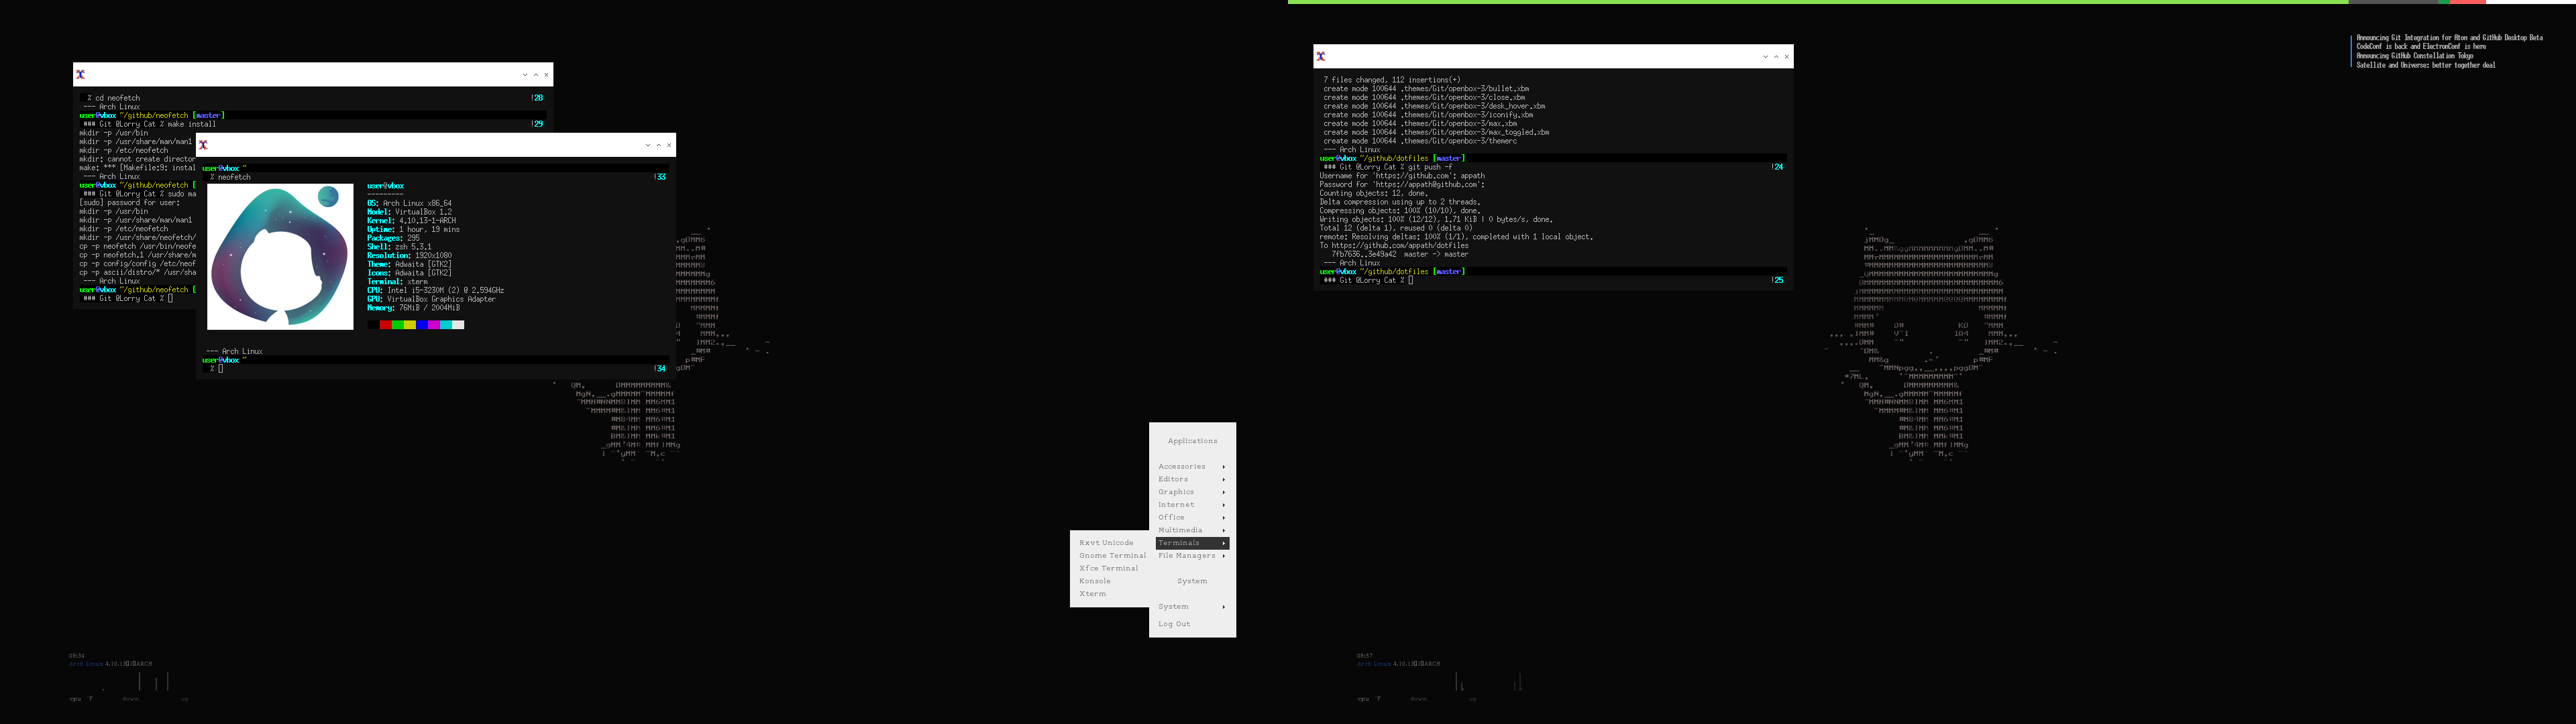 % cd neofetch !28
--- Arch Linux
user@vbox ~/github/neofetch [master]
### Git @Lorry Cat % make install !29
mkdir -p /usr/bin
mkdir -p /usr/share/man/man1
mkdir -p /etc/neofetch
mkdir: cannot create director
make: *** [Makefile:9: instal
--- Arch Linux
user@vbox ~/github/neofetch [
### Git @Lorry Cat % sudo ma
[sudo] password for user:
mkdir -p /usr/bin
mkdir -p /usr/share/man/man1
mkdir -p /etc/neofetch
mkdir -p /usr/share/neofetch/
cp -p neofetch /usr/bin/neofe
cp -p neofetch.1 /usr/share/m
cp -p config/config /etc/neof
cp -p ascii/distro/* /usr/sha
--- Arch Linux
user@vbox ~/github/neofetch [
### Git @Lorry Cat %
user@vbox ~
% neofetch !33
user@vbox
---------
OS: Arch Linux x86_64
Model: VirtualBox 1.2
Kernel: 4.10.13-1-ARCH
Uptime: 1 hour, 19 mins
Packages: 295
Shell: zsh 5.3.1
Resolution: 1920x1080
Theme: Adwaita [GTK2]
Icons: Adwaita [GTK2]
Terminal: xterm
CPU: Intel i5-3230M (2) @ 2.594GHz
GPU: VirtualBox Graphics Adapter
Memory: 76MiB / 2004MiB
--- Arch Linux
user@vbox ~
% !34
Applications
Accessories
Editors
Graphics
Internet
Office
Multimedia
Terminals
File Managers
System
System
Log Out
Rxvt Unicode
Gnome Terminal
Xfce Terminal
Konsole
Xterm
09:34
Arch Linux 4.10.13 ARCH
cpu °F down up
7 files changed, 112 insertions(+)
create mode 100644 .themes/Git/openbox-3/bullet.xbm
create mode 100644 .themes/Git/openbox-3/close.xbm
create mode 100644 .themes/Git/openbox-3/desk_hover.xbm
create mode 100644 .themes/Git/openbox-3/iconify.xbm
create mode 100644 .themes/Git/openbox-3/max.xbm
create mode 100644 .themes/Git/openbox-3/max_toggled.xbm
create mode 100644 .themes/Git/openbox-3/themerc
--- Arch Linux
user@vbox ~/github/dotfiles [master]
### Git @Lorry Cat % git push -f !24
Username for 'https://github.com': appath
Password for 'https://appath@github.com':
Counting objects: 12, done.
Delta compression using up to 2 threads.
Compressing objects: 100% (10/10), done.
Writing objects: 100% (12/12), 1.71 KiB | 0 bytes/s, done.
Total 12 (delta 1), reused 0 (delta 0)
remote: Resolving deltas: 100% (1/1), completed with 1 local object.
To https://github.com/appath/dotfiles
7fb7636..3e49a42 master -> master
--- Arch Linux
user@vbox ~/github/dotfiles [master]
### Git @Lorry Cat % !25
Announcing Git Integration for Atom and GitHub Desktop Beta
CodeConf is back and ElectronConf is here
Announcing GitHub Constellation Tokyo
Satellite and Universe: better together deal
Arch Linux 4.10.13 ARCH
cpu °F down up